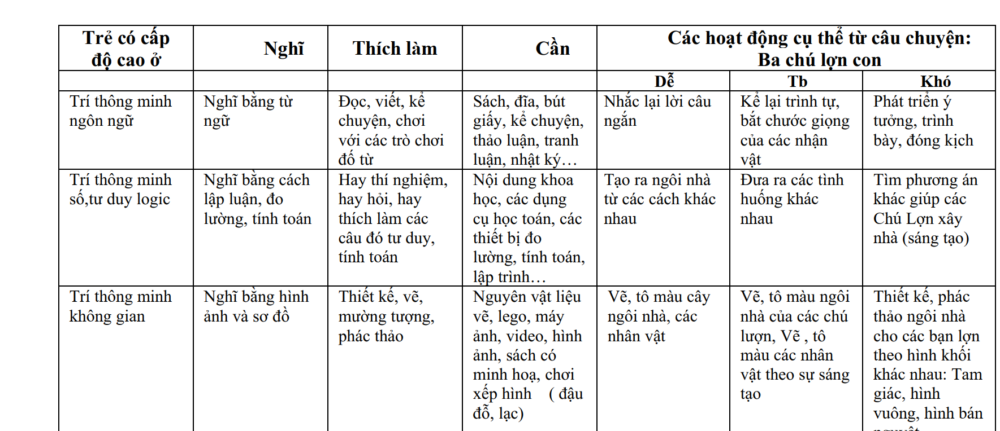 Trẻ có cấp
độ cao ở
Nghĩ
Thích làm
Cần
Các hoạt động cụ thể từ câu chuyện:
Ba chú lợn con
Dễ
Tb
Khó
Trí thông minh
ngôn ngữ
Nghĩ bằng từ
ngữ
Đọc, viết, kể
chuyện, chơi
với các trò chơi
đố từ
Sách, đĩa, bút
giấy, kể chuyện,
thảo luận, tranh
luận, nhật ký…
Nhắc lại lời câu
ngắn
Kể lại trình tự,
bắt chước giọng
của các nhận
vật
Phát triển ý
tưởng, trình
bày, đóng kịch
Trí thông minh
số,tư duy logic
Nghĩ bằng cách
lập luận, đo
lường, tính toán
Hay thí nghiệm,
hay hỏi, hay
thích làm các
câu đó tư duy,
tính toán
Nội dung khoa
học, các dụng
cụ học toán, các
thiết bị đo
lường, tính toán,
lập trình…
Tạo ra ngôi nhà
từ các cách khác
nhau
Đưa ra các tình
huống khác
nhau
Tìm phương án
khác giúp các
Chú Lợn xây
nhà (sáng tạo)
Trí thông minh
không gian
Nghĩ bằng hình
ảnh và sơ đồ
Thiết kế, vẽ,
mường tượng,
phác thảo
Nguyên vật liệu
vẽ, lego, máy
ảnh, video, hình
ảnh, sách có
minh hoạ, chơi
xếp hình ( đậu
đỗ, lạc)
Vẽ, tô màu cây
ngôi nhà, các
nhân vật
Vẽ, tô màu ngôi
nhà của các chú
lượn, Vẽ , tô
màu các nhân
vật theo sự sáng
tạo
Thiết kế, phác
thảo ngôi nhà
cho các bạn lợn
theo hình khối
khác nhau: Tam
giác, hình
vuông, hình bán